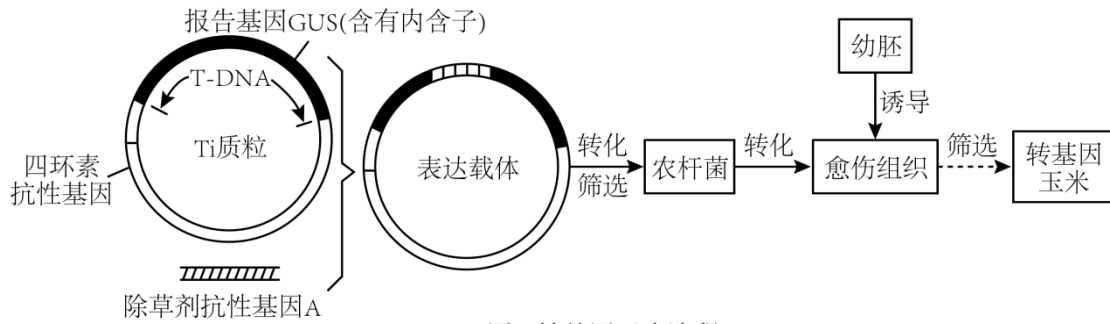 报告基因GUS(含有内含子)
T-DNA
Ti质粒
四环素
抗性基因
除草剂抗性基因A
表达载体
转化
筛选
农杆菌
转化
幼胚
诱导
愈伤组织
筛选
转基因
玉米